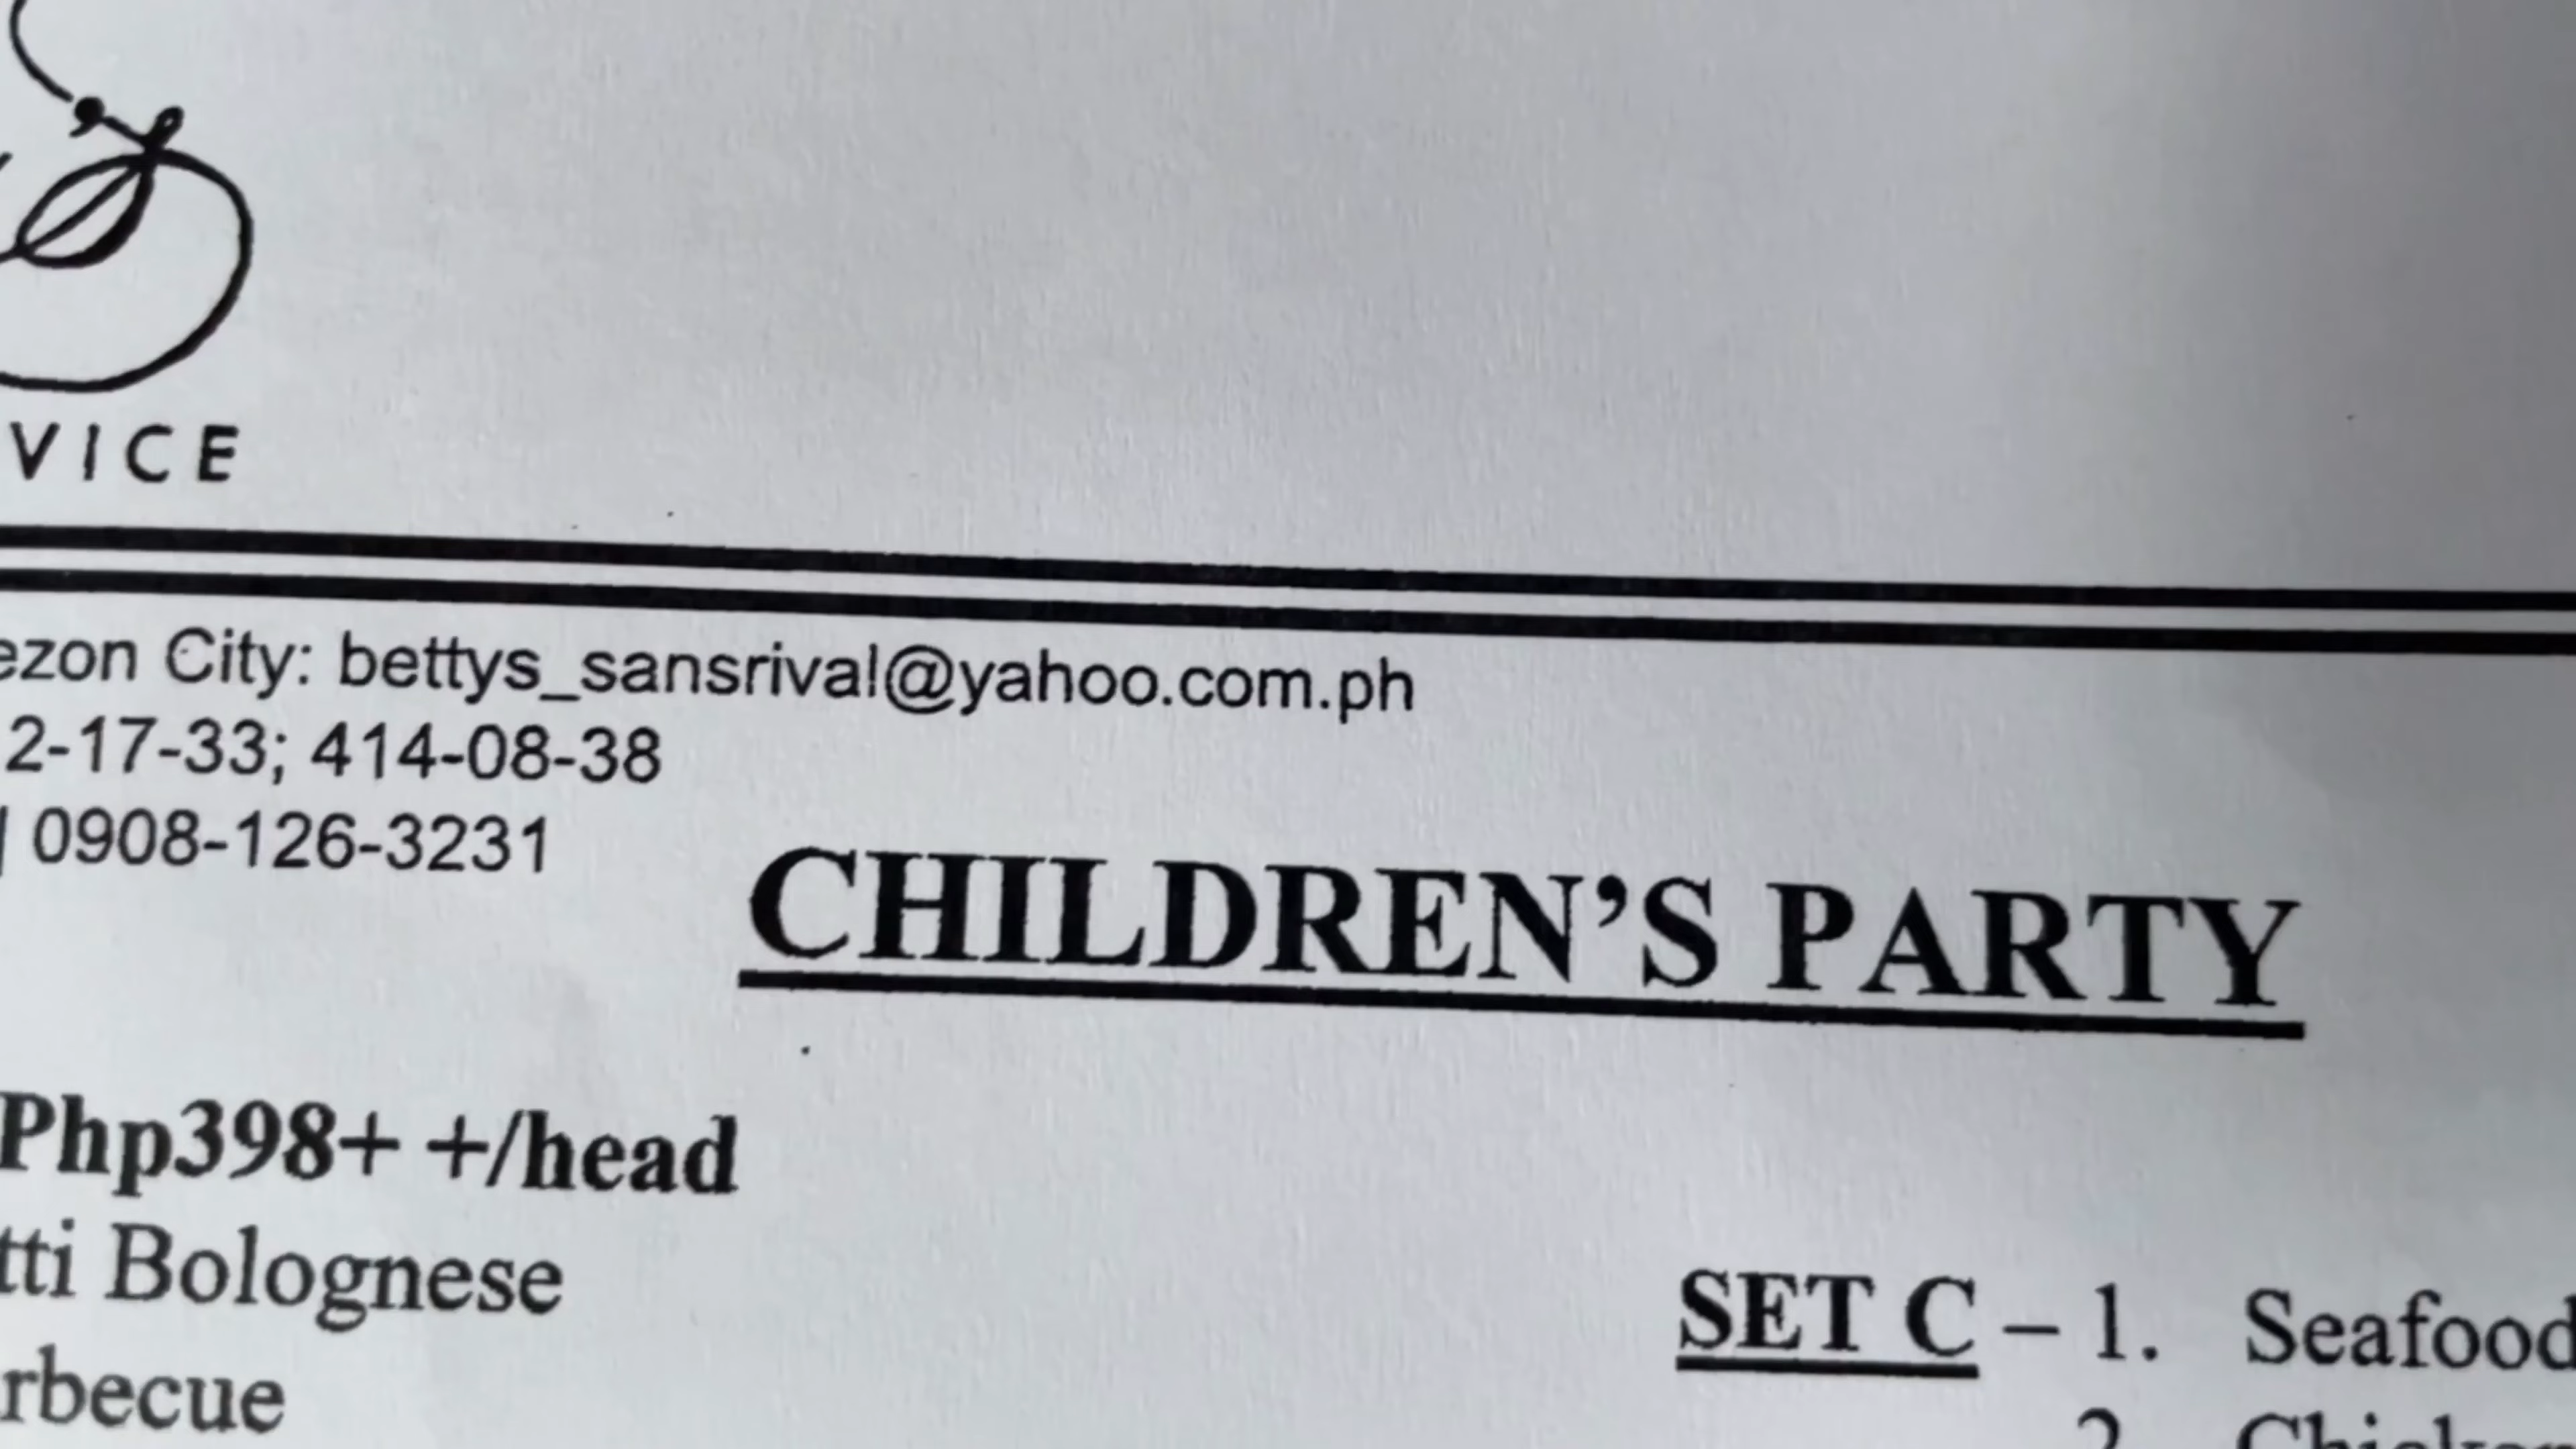 VICE
ezon City: bettys_sansrival@yahoo.com.ph
2-17-33; 414-08-38
| 0908-126-3231
CHILDREN'S PARTY
Php398+ +/head
tti Bolognese
SET C – 1. Seafood
rbecue
2.